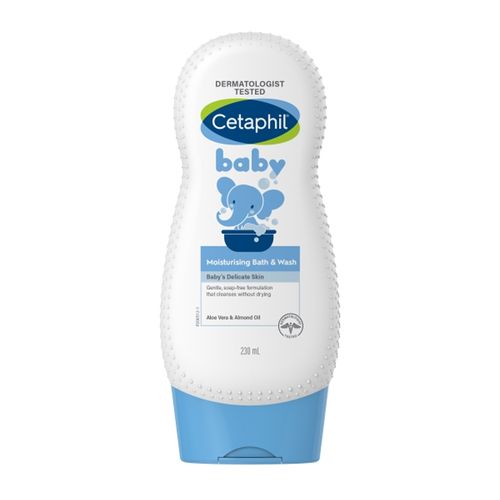 DERMATOLOGIST
TESTED
Cetaphil®
baby
Moisturising Bath & Wash
Baby's Delicate Skin
Gentle, soap-free formulation
that cleanses without drying
Aloe Vera & Almond Oil
230 mL